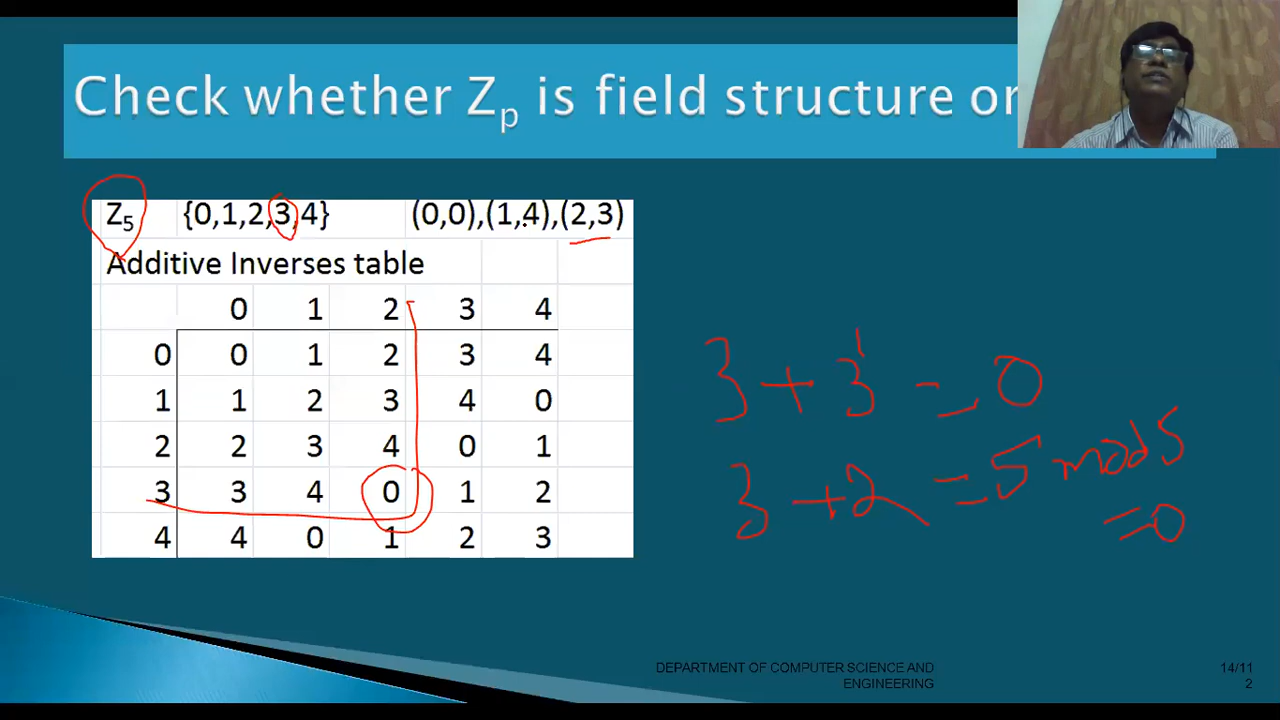 Check whether Zp is field structure or
Z5 {0,1,2,3,4} (0,0),(1,4),(2,3)
Additive Inverses table
0 1 2 3 4
0 0 1 2 3 4
1 1 2 3 4 0
2 2 3 4 0 1
3 3 4 0 1 2
4 4 0 1 2 3
3 + 3' = 0
3 + 2 = 5 mod 5
= 0
DEPARTMENT OF COMPUTER SCIENCE AND
ENGINEERING
14/11
2